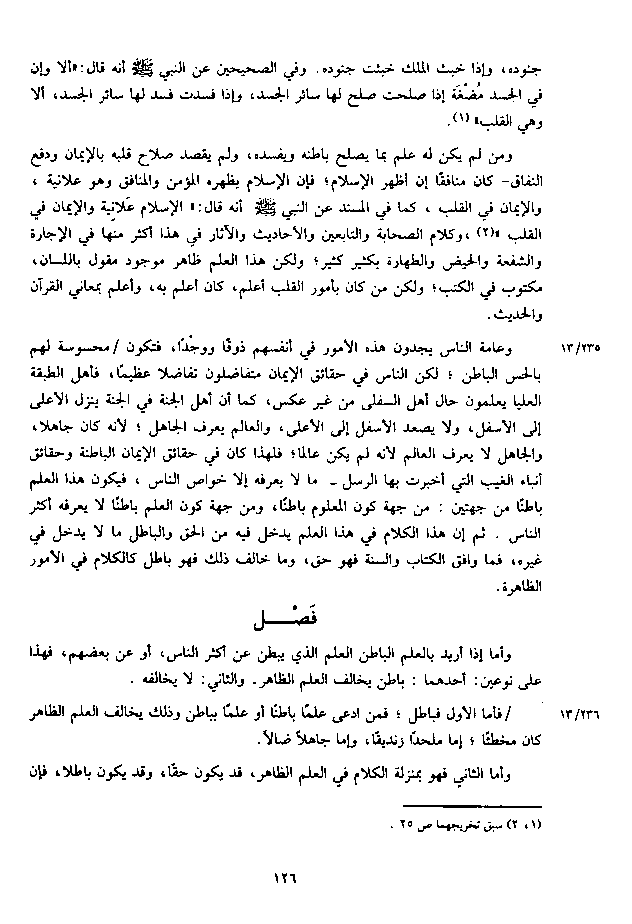 جنوده، وإذا خبث الملك خبثت جنوده. وفي الصحيحين عن النبي ﷺ أنه قال:«ألا وإن
في الجسد مُضْغَة إذا صلحت صلح لها سائر الجسد، وإذا فسدت فسد لها سائر الجسد، ألا
وهي القلب» (١).
ومن لم يكن له علم بما يصلح باطنه ويفسده، ولم يقصد صلاح قلبه بالإيمان ودفع
النفاق- كان منافقًا إن أظهر الإسلام؛ فإن الإسلام يظهره المؤمن والمنافق وهو علانية ،
والإيمان في القلب ، كما في المسند عن النبي ﷺ أنه قال:« الإسلام عَلانِية والإيمان في
القلب »(٢) ،وكلام الصحابة والتابعين والأحاديث والآثار في هذا أكثر منها في الإجارة
والشفعة والحيض والطهارة بكثير كثير؛ ولكن هذا العلم ظاهر موجود مقول باللسان،
مكتوب في الكتب؛ ولكن من كان بأمور القلب أعلم، كان أعلم به، وأعلم بمعاني القرآن
والحديث.
١٣/٢٣٥ وعامة الناس يجدون هذه الأمور في أنفسهم ذوقًا ووجْدًا، فتكون /محسوسة لهم
بالحس الباطن ؛ لكن الناس في حقائق الإيمان متفاضلون تفاضلا عظيمًا، فأهل الطبقة
العليا يعلمون حال أهل السفلى من غير عكس، كما أن أهل الجنة في الجنة ينزل الأعلى
إلى الأسفل، ولا يصعد الأسفل إلى الأعلى، والعالم يعرف الجاهل ؛ لأنه كان جاهلا،
والجاهل لا يعرف العالم لأنه لم يكن عالما؛ فلهذا كان في حقائق الإيمان الباطنة وحقائق
أنباء الغيب التي أخبرت بها الرسل ـ ما لا يعرفه إلا خواص الناس ، فيكون هذا العلم
باطنًا من جهتين : من جهة كون المعلوم باطنًا، ومن جهة كون العلم باطنًا لا يعرفه أكثر
الناس . ثم إن هذا الكلام في هذا العلم يدخل فيه من الحق والباطل ما لا يدخل في
غيره، فما وافق الكتاب والسنة فهو حق، وما خالف ذلك فهو باطل كالكلام في الأمور
الظاهرة.
فَصْـــل
وأما إذا أريد بالعلم الباطن العلم الذي يبطن عن أكثر الناس، أو عن بعضهم، فهذا
على نوعين: أحدهما : باطن يخالف العلم الظاهر. والثاني: لا يخالفه .
١٣/٢٣٦ /فأما الأول فباطل ؛ فمن ادعى علمًا باطنًا أو علمًا بباطن وذلك يخالف العلم الظاهر
كان مخطئًا ؛ إما ملحدًا زنديقًا، وإما جاهلاً ضالاً.
وأما الثاني فهو بمنزلة الكلام في العلم الظاهر، قد يكون حقا، وقد يكون باطلا، فإن
(١ ، ٢) سبق تخريجهما ص ٢٥ .
١٢٦